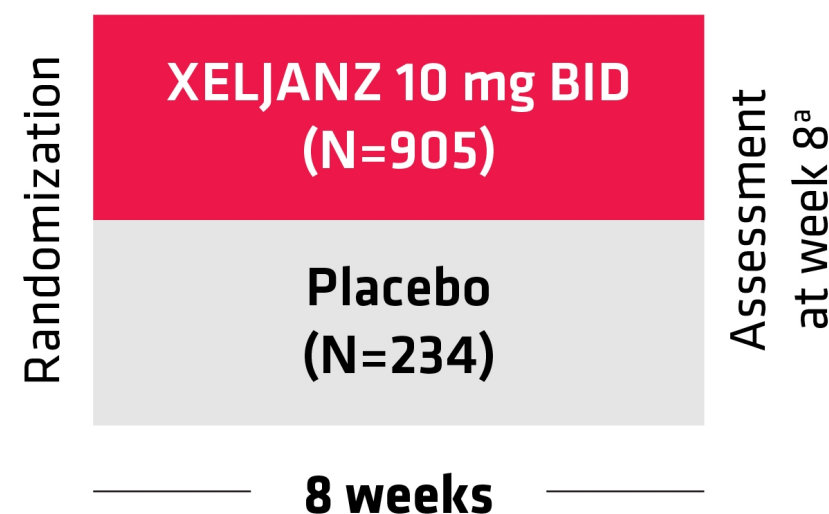 Randomization
XELJANZ 10 mg BID
(N=905)
Placebo
(N=234)
Assessment
at week 8ᵃ
8 weeks